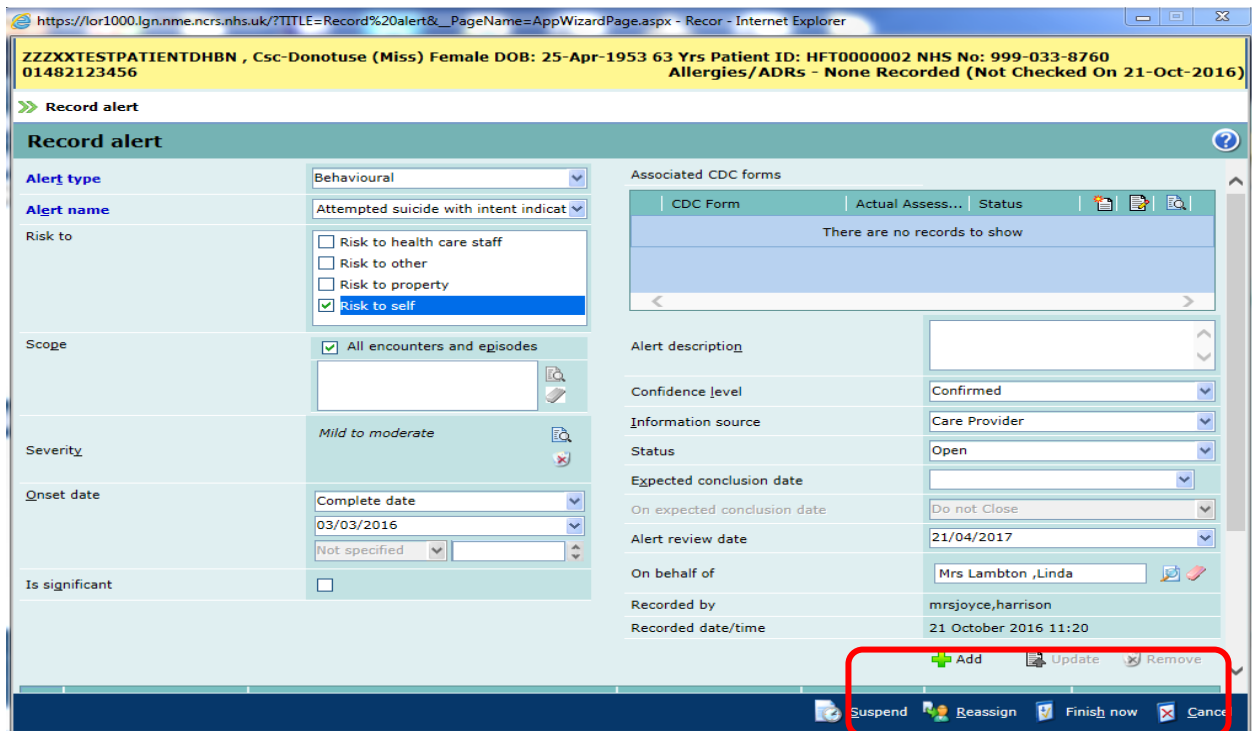 https://lor1000.lgn.nme.ncrs.nhs.uk/?TITLE=Record%20alert&__PageName=AppWizardPage.aspx - Recor - Internet Explorer
ZZZXXTESTPATIENTDHBN , Csc-Donotuse (Miss) Female DOB: 25-Apr-1953 63 Yrs Patient ID: HFT0000002 NHS No: 999-033-8760
01482123456 Allergies/ADRs - None Recorded (Not Checked On 21-Oct-2016)
Record alert
Record alert
Alert type Behavioural
Alert name Attempted suicide with intent indicat
Risk to
Risk to health care staff
Risk to other
Risk to property
Risk to self
Scope All encounters and episodes
Severity Mild to moderate
Onset date Complete date
03/03/2016
Not specified
Is significant
Associated CDC forms
CDC Form Actual Assess... Status
There are no records to show
Alert description
Confidence level Confirmed
Information source Care Provider
Status Open
Expected conclusion date
On expected conclusion date Do not Close
Alert review date 21/04/2017
On behalf of Mrs Lambton ,Linda
Recorded by mrsjoyce,harrison
Recorded date/time 21 October 2016 11:20
Add Update Remove
Suspend Reassign Finish now Cancel